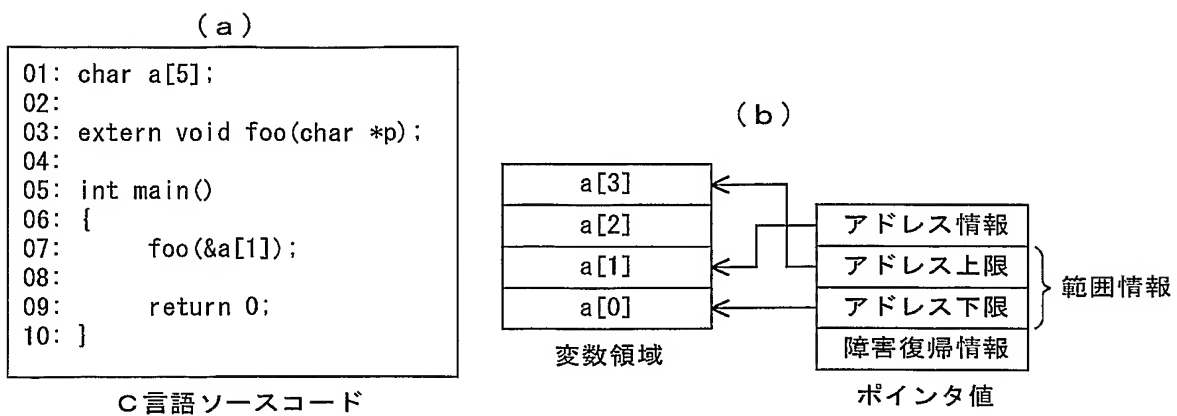 (a)
01: char a[5];
02:
03: extern void foo(char *p);
04:
05: int main()
06: {
07: foo(&a[1]);
08:
09: return 0;
10: }
C言語ソースコード
(b)
a[3]
a[2]
a[1]
a[0]
変数領域
アドレス情報
アドレス上限
アドレス下限
障害復帰情報
範囲情報
ポインタ値